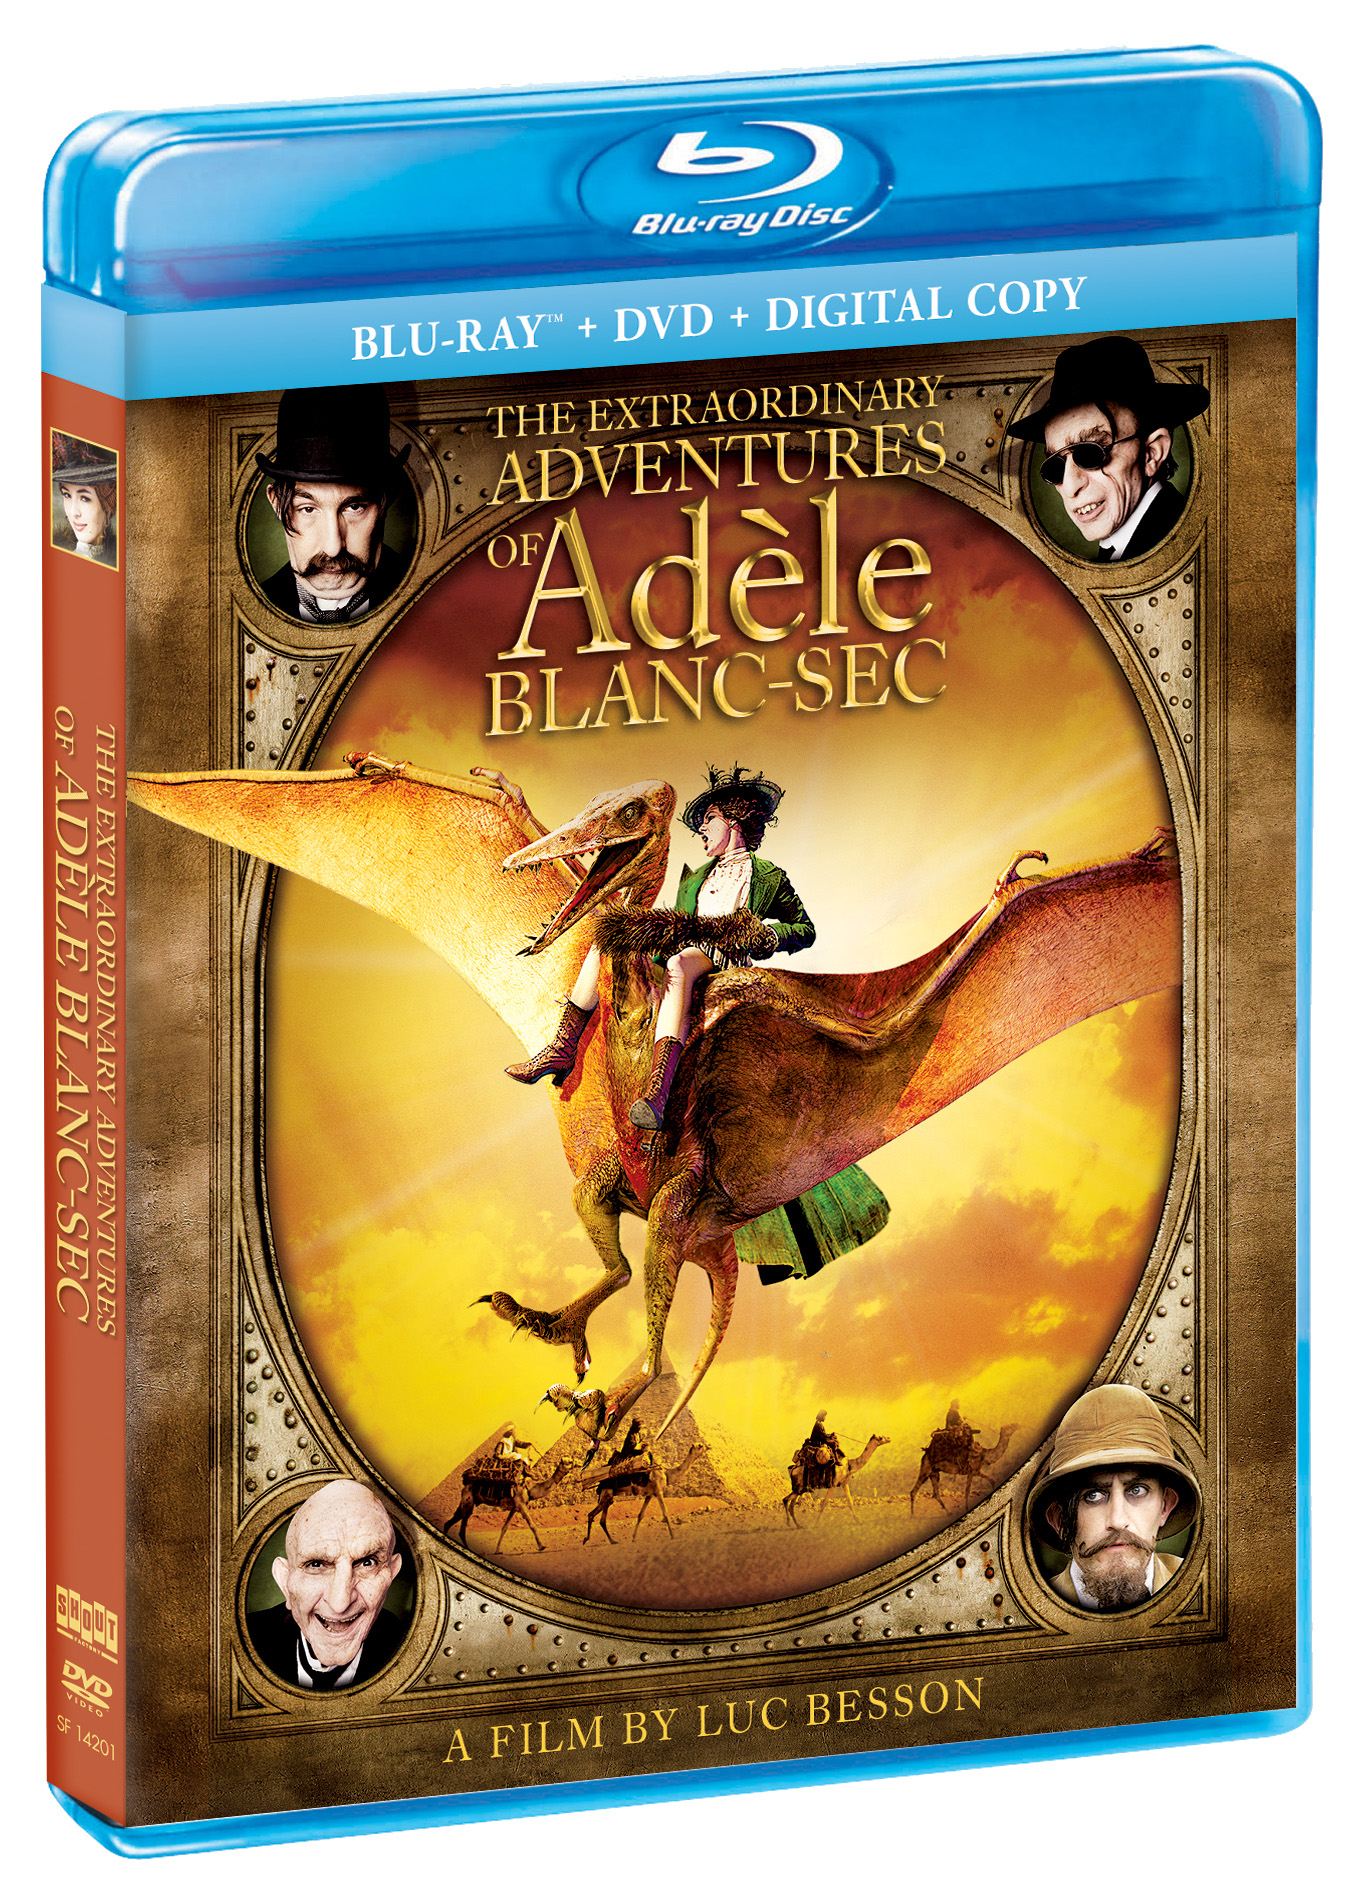 Blu-ray Disc
BLU-RAY™ + DVD + DIGITAL COPY
THE EXTRAORDINARY
ADVENTURES
OF Adèle
BLANC-SEC
A FILM BY LUC BESSON
THE EXTRAORDINARY ADVENTURES
OF ADÈLE BLANC-SEC
SHOUT
FACTORY
DVD
VIDEO
SF 14201